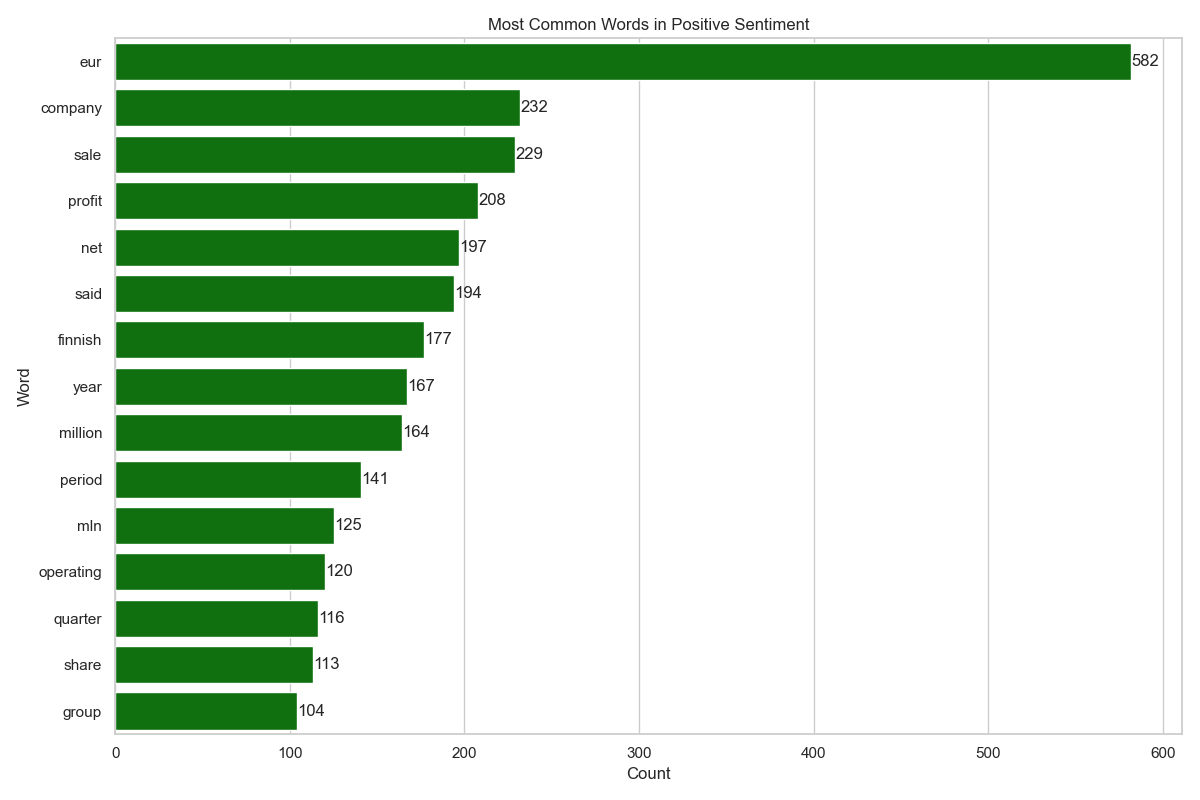 Most Common Words in Positive Sentiment
eur 582
company 232
sale 229
profit 208
net 197
said 194
finnish 177
year 167
million 164
period 141
mln 125
operating 120
quarter 116
share 113
group 104
Word
0 100 200 300 400 500 600
Count